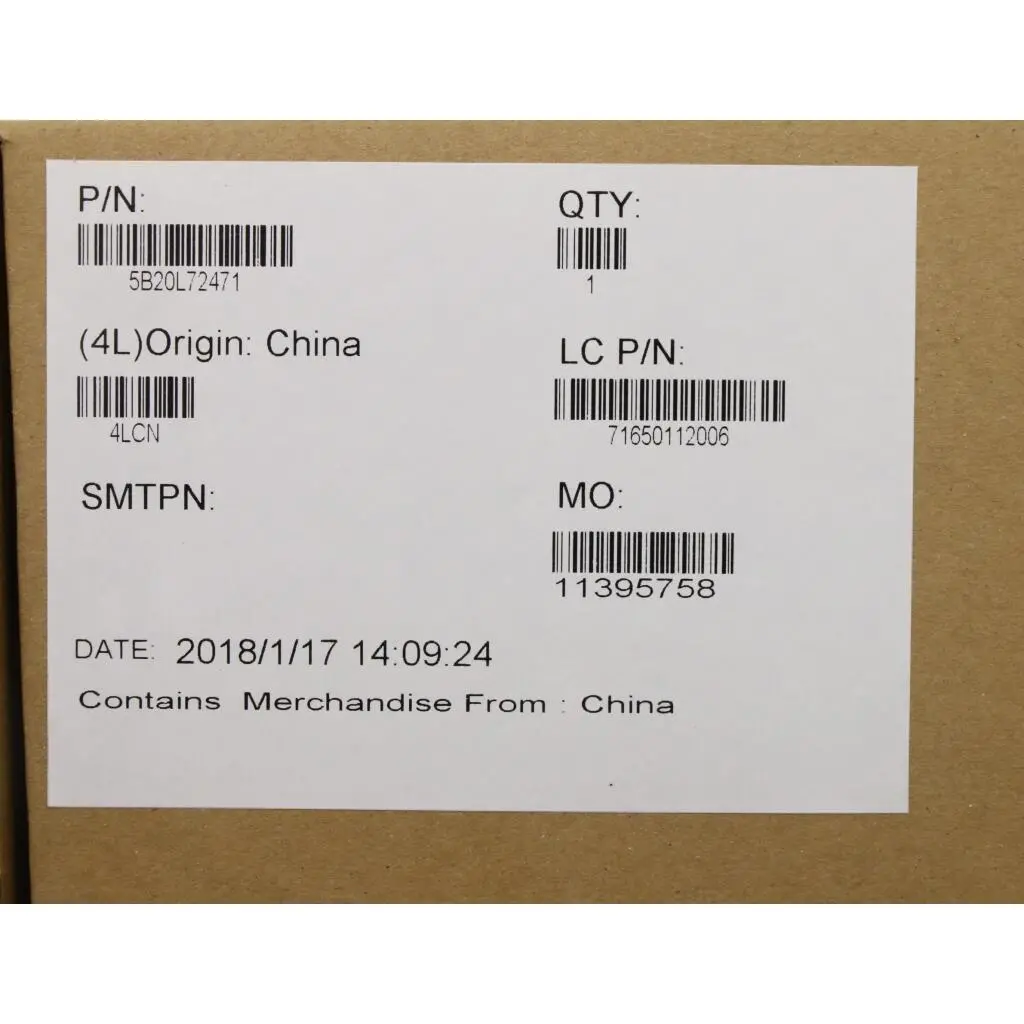 P/N:
5B20L72471
QTY:
1
(4L)Origin: China
4LCN
LC P/N:
71650112006
SMTPN:
MO:
11395758
DATE: 2018/1/17 14:09:24
Contains Merchandise From : China